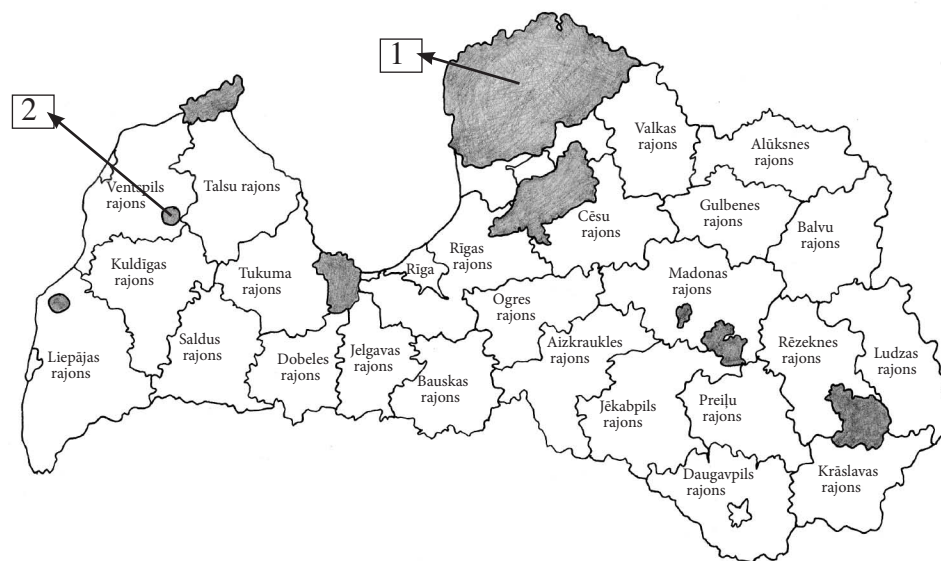 1
2
Valkas
rajons
Alūksnes
rajons
Ventspils
rajons
Talsu rajons
Gulbenes
rajons
Cēsu
rajons
Balvu
rajons
Rīgas
rajons
Kuldīgas
rajons
Tukuma
rajons
Rīga
Madonas
rajons
Ogres
rajons
Saldus
rajons
Aizkraukles
rajons
Rēzeknes
rajons
Ludzas
rajons
Liepājas
rajons
Dobeles
rajons
Jelgavas
rajons
Bauskas
rajons
Jēkabpils
rajons
Preiļu
rajons
Daugavpils
rajons
Krāslavas
rajons